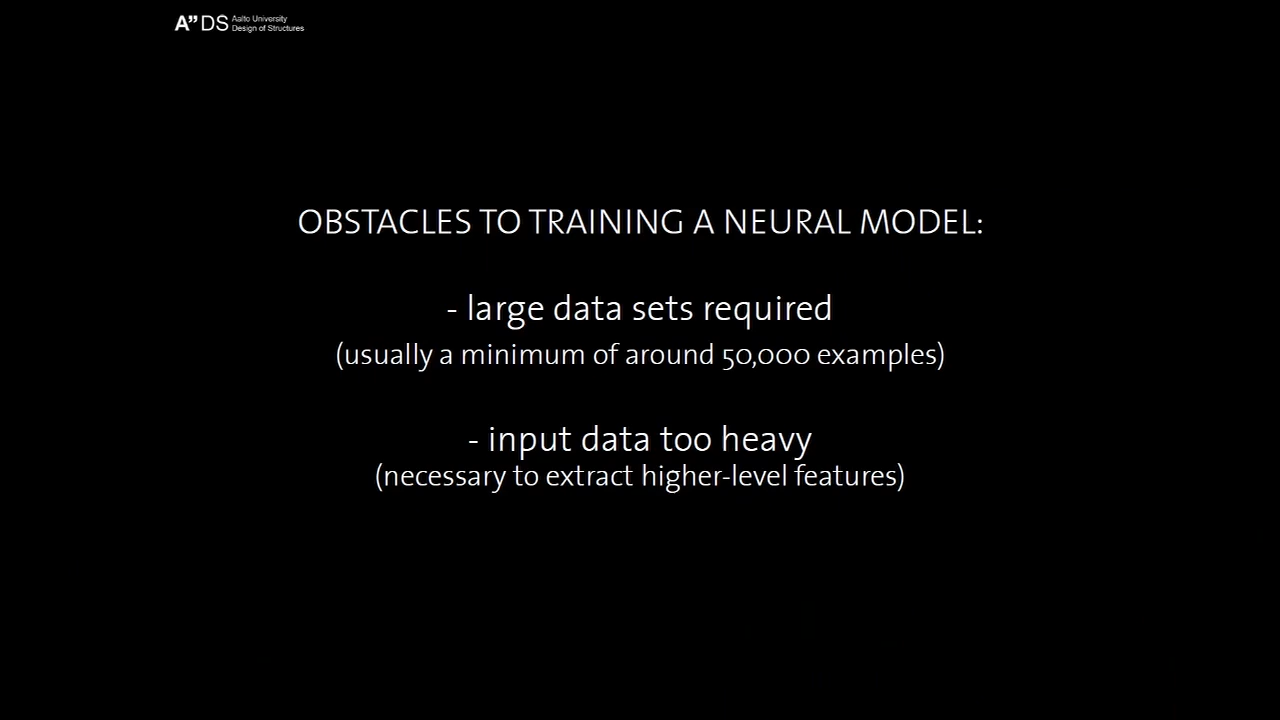 A” DS Aalto University
Design of Structures
OBSTACLES TO TRAINING A NEURAL MODEL:
- large data sets required
(usually a minimum of around 50,000 examples)
- input data too heavy
(necessary to extract higher-level features)